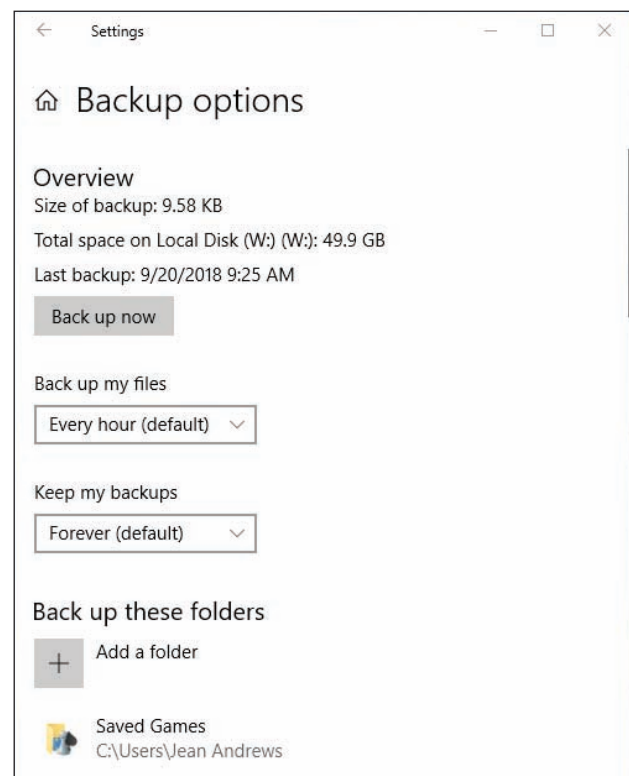 Settings
Backup options
Overview
Size of backup: 9.58 KB
Total space on Local Disk (W:) (W:): 49.9 GB
Last backup: 9/20/2018 9:25 AM
Back up now
Back up my files
Every hour (default)
Keep my backups
Forever (default)
Back up these folders
Add a folder
Saved Games
C:\Users\Jean Andrews